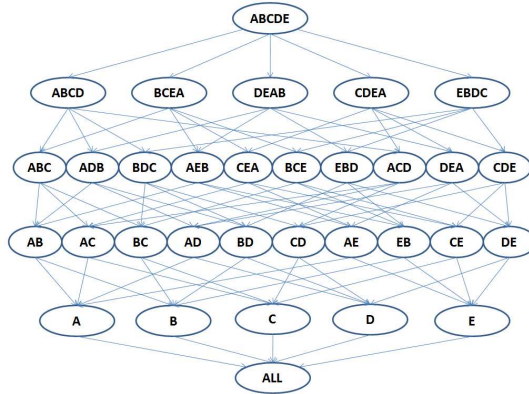 ABCDE
ABCD BCEA DEAB CDEA EBDC
ABC ADB BDC AEB CEA BCE EBD ACD DEA CDE
AB AC BC AD BD CD AE EB CE DE
A B C D E
ALL